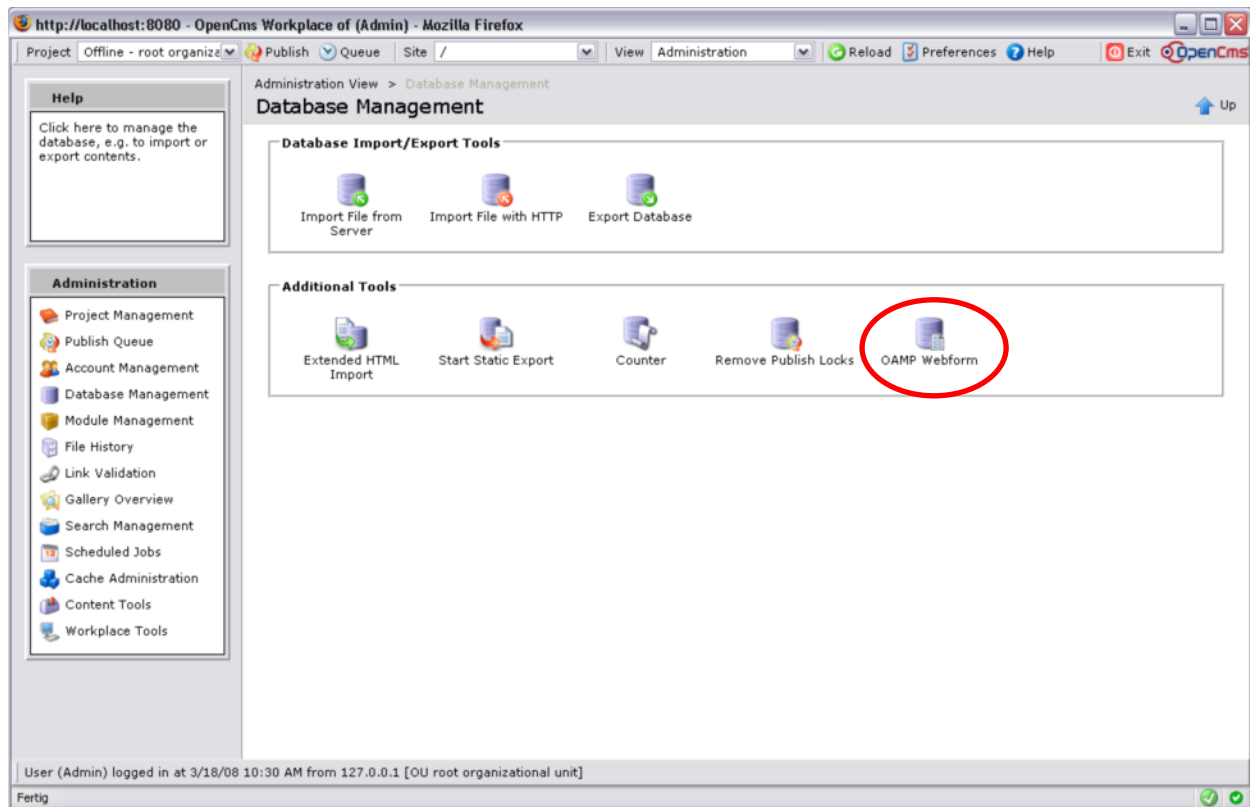 http://localhost:8080 - OpenCms Workplace of (Admin) - Mozilla Firefox
Project Offline - root organiza Publish Queue Site / View Administration Reload Preferences Help Exit OpenCms
Help
Click here to manage the
database, e.g. to import or
export contents.
Administration
Project Management
Publish Queue
Account Management
Database Management
Module Management
File History
Link Validation
Gallery Overview
Search Management
Scheduled Jobs
Cache Administration
Content Tools
Workplace Tools
Administration View > Database Management
Database Management
Up
Database Import/Export Tools
Import File from
Server
Import File with HTTP
Export Database
Additional Tools
Extended HTML
Import
Start Static Export
Counter
Remove Publish Locks
OAMP Webform
User (Admin) logged in at 3/18/08 10:30 AM from 127.0.0.1 [OU root organizational unit]
Fertig